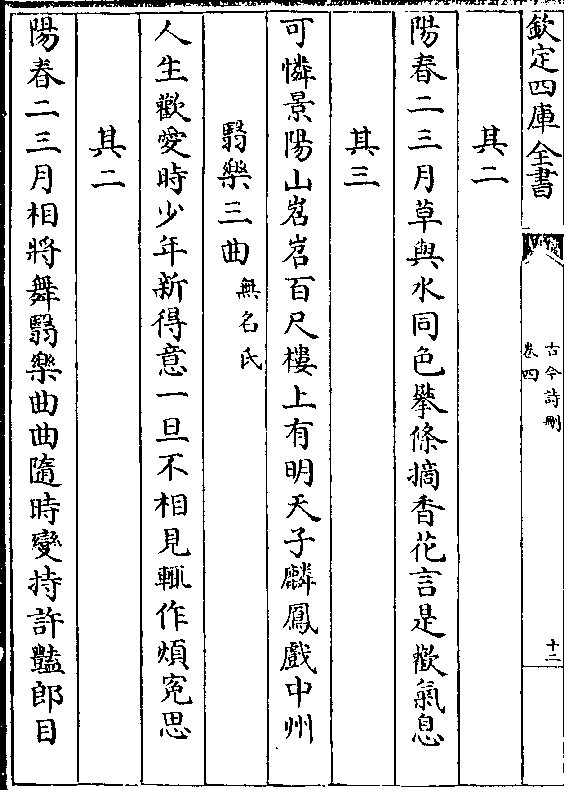 欽定四庫全書
古今詩刪
卷四
十二
其二
陽春二三月草與水同色攀條摘香花言是歡氣息
其三
可憐景陽山岧岧百尺樓上有明天子麟鳳戲中州
翳樂三曲 無名氏
人生歡愛時少年新得意一旦不相見輒作煩寃思
其二
陽春二三月相將舞翳樂曲曲隨時變持許豔郎目